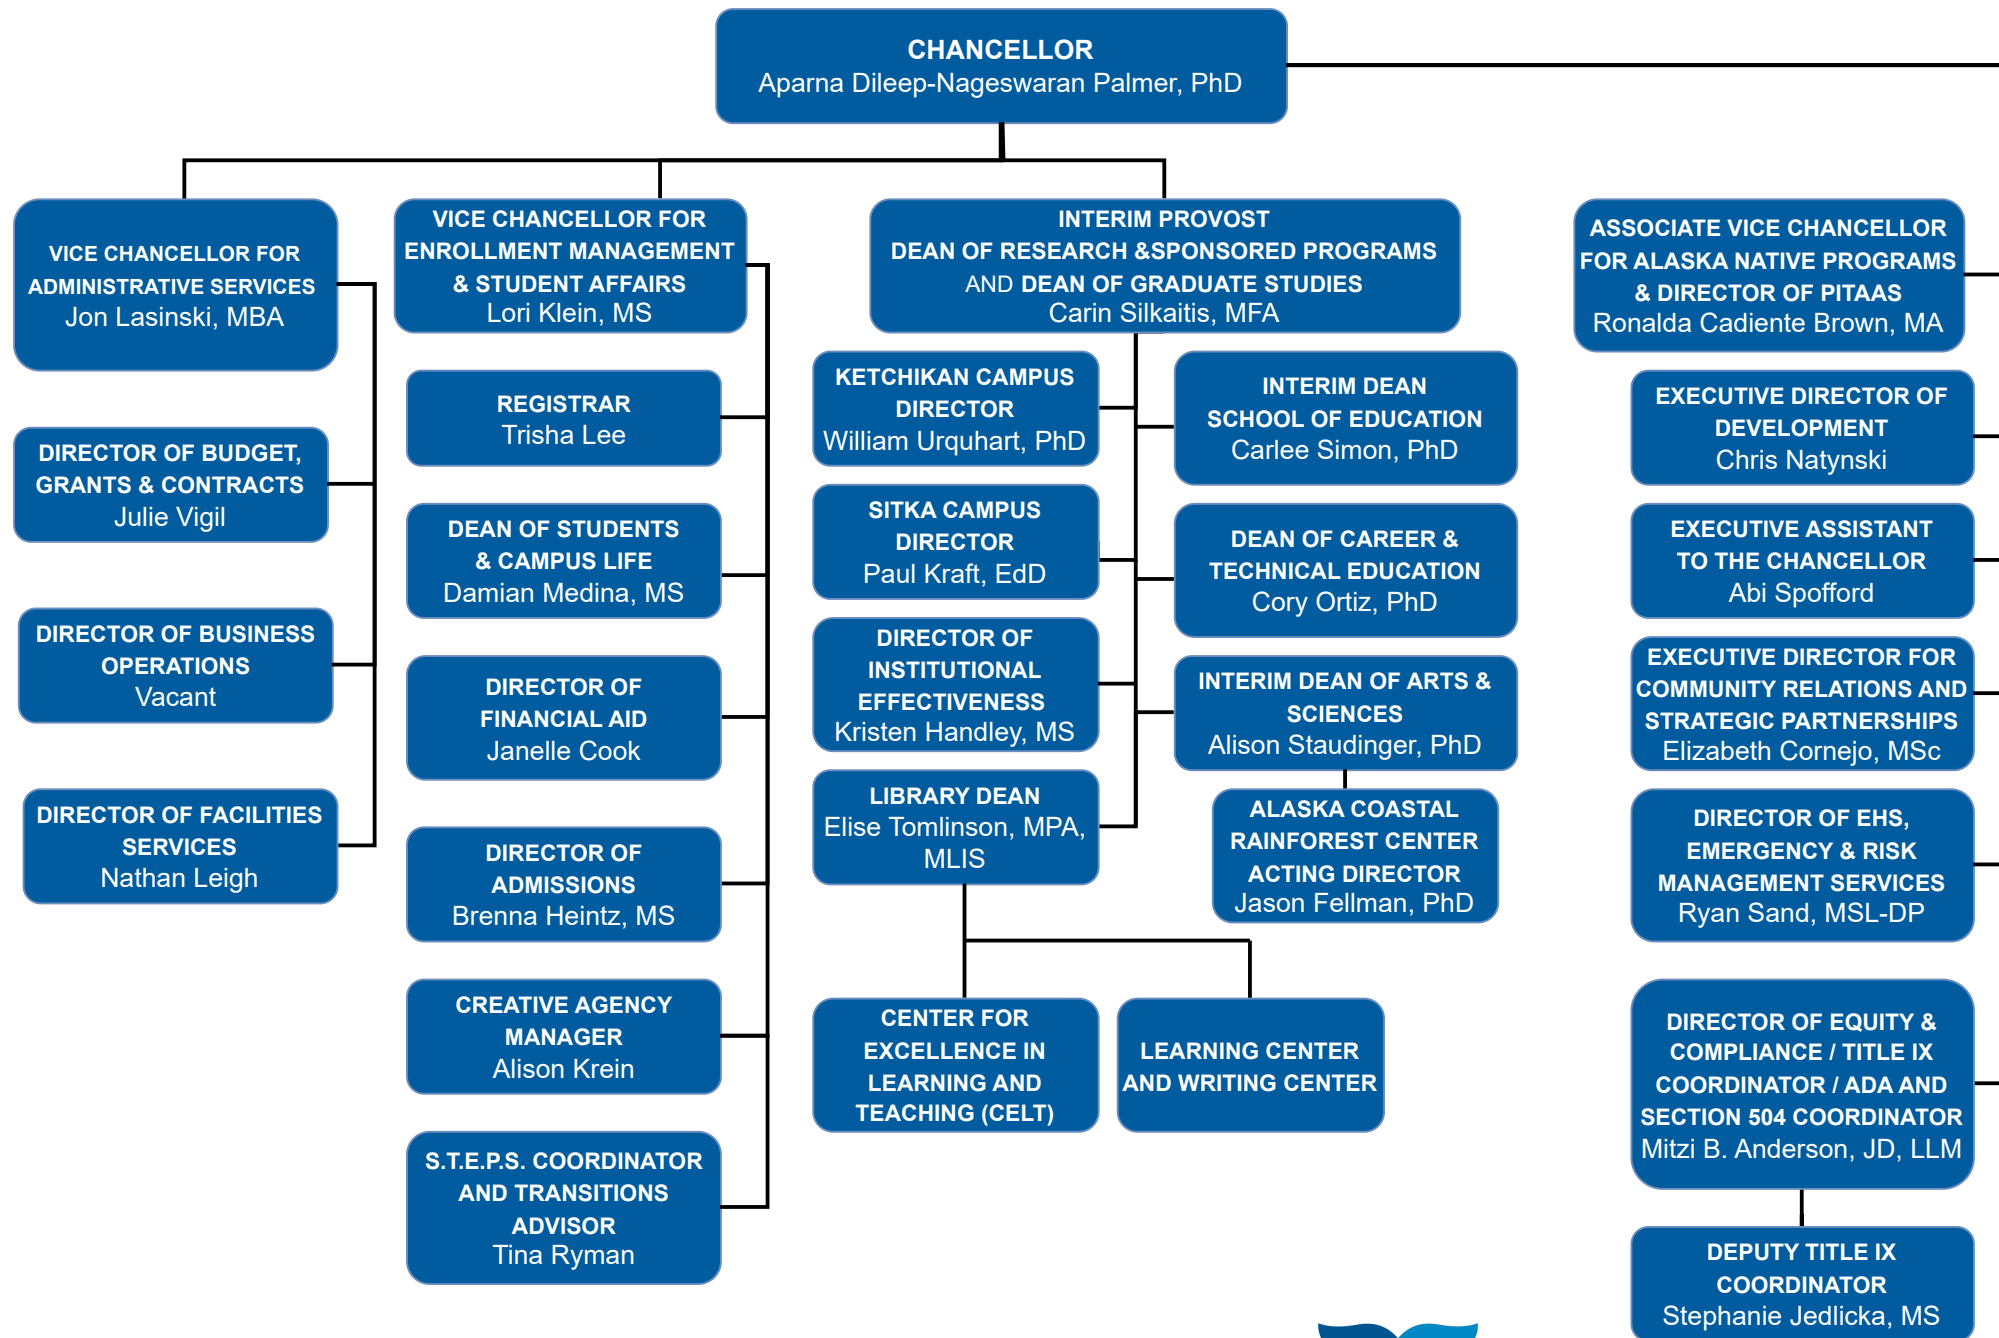 CHANCELLOR
Aparna Dileep-Nageswaran Palmer, PhD
VICE CHANCELLOR FOR
ADMINISTRATIVE SERVICES
Jon Lasinski, MBA
DIRECTOR OF BUDGET,
GRANTS & CONTRACTS
Julie Vigil
DIRECTOR OF BUSINESS
OPERATIONS
Vacant
DIRECTOR OF FACILITIES
SERVICES
Nathan Leigh
VICE CHANCELLOR FOR
ENROLLMENT MANAGEMENT
& STUDENT AFFAIRS
Lori Klein, MS
REGISTRAR
Trisha Lee
DEAN OF STUDENTS
& CAMPUS LIFE
Damian Medina, MS
DIRECTOR OF
FINANCIAL AID
Janelle Cook
DIRECTOR OF
ADMISSIONS
Brenna Heintz, MS
CREATIVE AGENCY
MANAGER
Alison Krein
S.T.E.P.S. COORDINATOR
AND TRANSITIONS
ADVISOR
Tina Ryman
INTERIM PROVOST
DEAN OF RESEARCH &SPONSORED PROGRAMS
AND DEAN OF GRADUATE STUDIES
Carin Silkaitis, MFA
KETCHIKAN CAMPUS
DIRECTOR
William Urquhart, PhD
SITKA CAMPUS
DIRECTOR
Paul Kraft, EdD
DIRECTOR OF
INSTITUTIONAL
EFFECTIVENESS
Kristen Handley, MS
LIBRARY DEAN
Elise Tomlinson, MPA,
MLIS
INTERIM DEAN
SCHOOL OF EDUCATION
Carlee Simon, PhD
DEAN OF CAREER &
TECHNICAL EDUCATION
Cory Ortiz, PhD
INTERIM DEAN OF ARTS &
SCIENCES
Alison Staudinger, PhD
ALASKA COASTAL
RAINFOREST CENTER
ACTING DIRECTOR
Jason Fellman, PhD
CENTER FOR
EXCELLENCE IN
LEARNING AND
TEACHING (CELT)
LEARNING CENTER
AND WRITING CENTER
ASSOCIATE VICE CHANCELLOR
FOR ALASKA NATIVE PROGRAMS
& DIRECTOR OF PITAAS
Ronalda Cadiente Brown, MA
EXECUTIVE DIRECTOR OF
DEVELOPMENT
Chris Natynski
EXECUTIVE ASSISTANT
TO THE CHANCELLOR
Abi Spofford
EXECUTIVE DIRECTOR FOR
COMMUNITY RELATIONS AND
STRATEGIC PARTNERSHIPS
Elizabeth Cornejo, MSc
DIRECTOR OF EHS,
EMERGENCY & RISK
MANAGEMENT SERVICES
Ryan Sand, MSL-DP
DIRECTOR OF EQUITY &
COMPLIANCE / TITLE IX
COORDINATOR / ADA AND
SECTION 504 COORDINATOR
Mitzi B. Anderson, JD, LLM
DEPUTY TITLE IX
COORDINATOR
Stephanie Jedlicka, MS